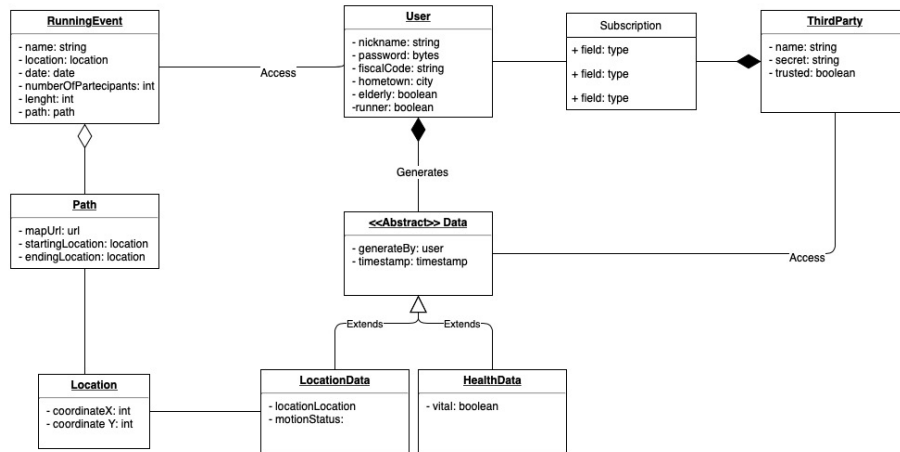 RunningEvent
- name: string
- location: location
- date: date
- numberOfPartecipants: int
- lenght: int
- path: path
Access
User
- nickname: string
- password: bytes
- fiscalCode: string
- hometown: city
- elderly: boolean
-runner: boolean
Subscription
+ field: type
+ field: type
+ field: type
ThirdParty
- name: string
- secret: string
- trusted: boolean
Generates
Path
- mapUrl: url
- startingLocation: location
- endingLocation: location
<<Abstract>> Data
- generateBy: user
- timestamp: timestamp
Access
Extends
Extends
Location
- coordinateX: int
- coordinate Y: int
LocationData
- locationLocation
- motionStatus:
HealthData
- vital: boolean